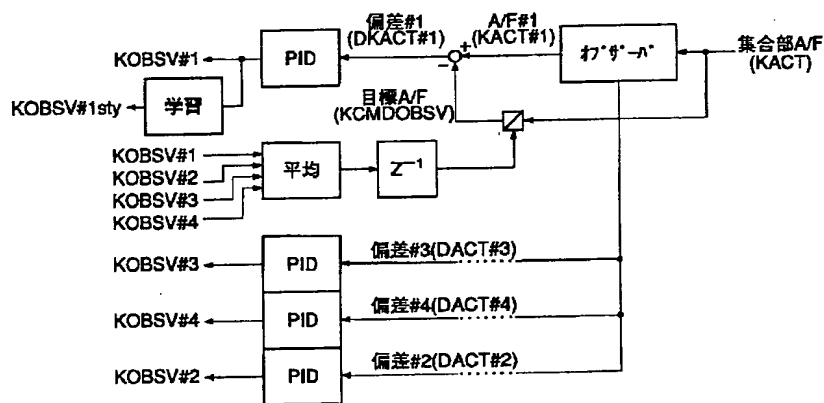 KOBSV#1
PID
偏差#1
(DKACT#1)
A/F#1
(KACT#1)
+
−
オブザーバ
集合部A/F
(KACT)
KOBSV#1sty
学習
目標A/F
(KCMDOBSV)
KOBSV#1
KOBSV#2
KOBSV#3
KOBSV#4
平均
Z⁻¹
KOBSV#3
PID
偏差#3(DACT#3)
KOBSV#4
PID
偏差#4(DACT#4)
KOBSV#2
PID
偏差#2(DACT#2)